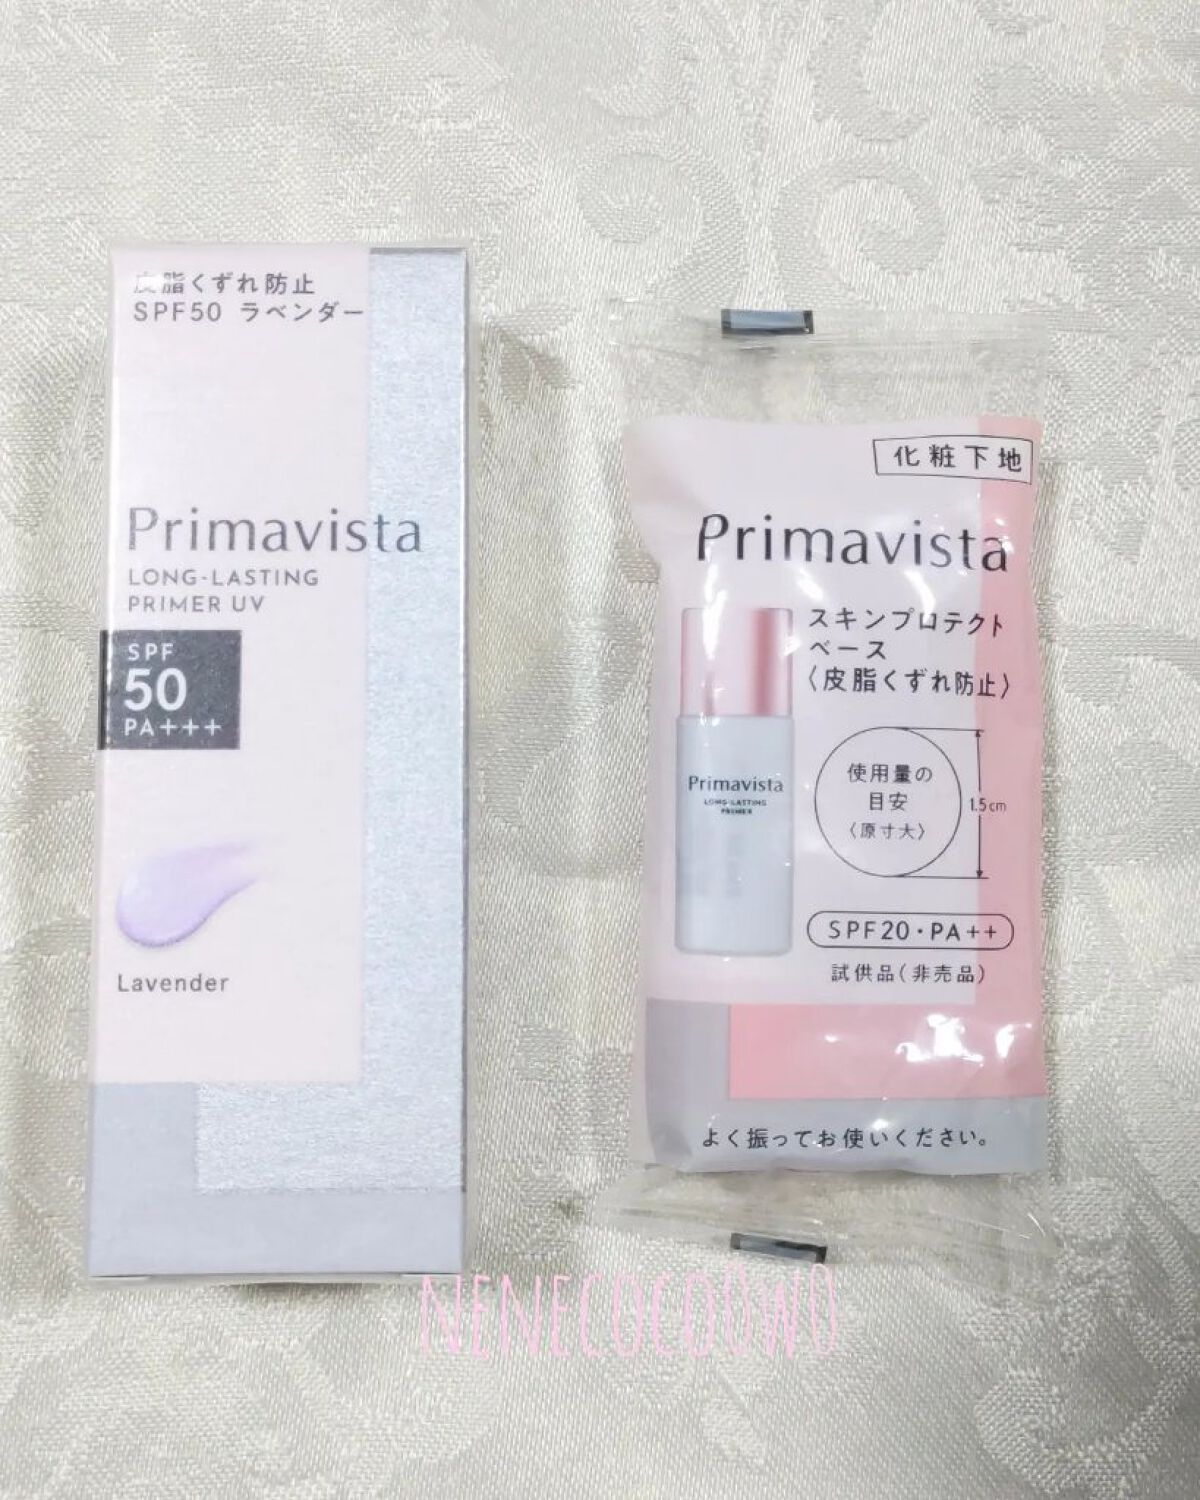 皮脂くずれ防止
SPF50 ラベンダー
Primavista
LONG-LASTING
PRIMER UV
SPF
50
PA+++
Lavender
化粧下地
Primavista
スキンプロテクト
ベース
〈皮脂くずれ防止〉
Primavista
LONG-LASTING
PRIMER
使用量の
目安
〈原寸大〉
1.5cm
SPF20・PA++
試供品(非売品)
よく振ってお使いください。
NENECOCO0WO